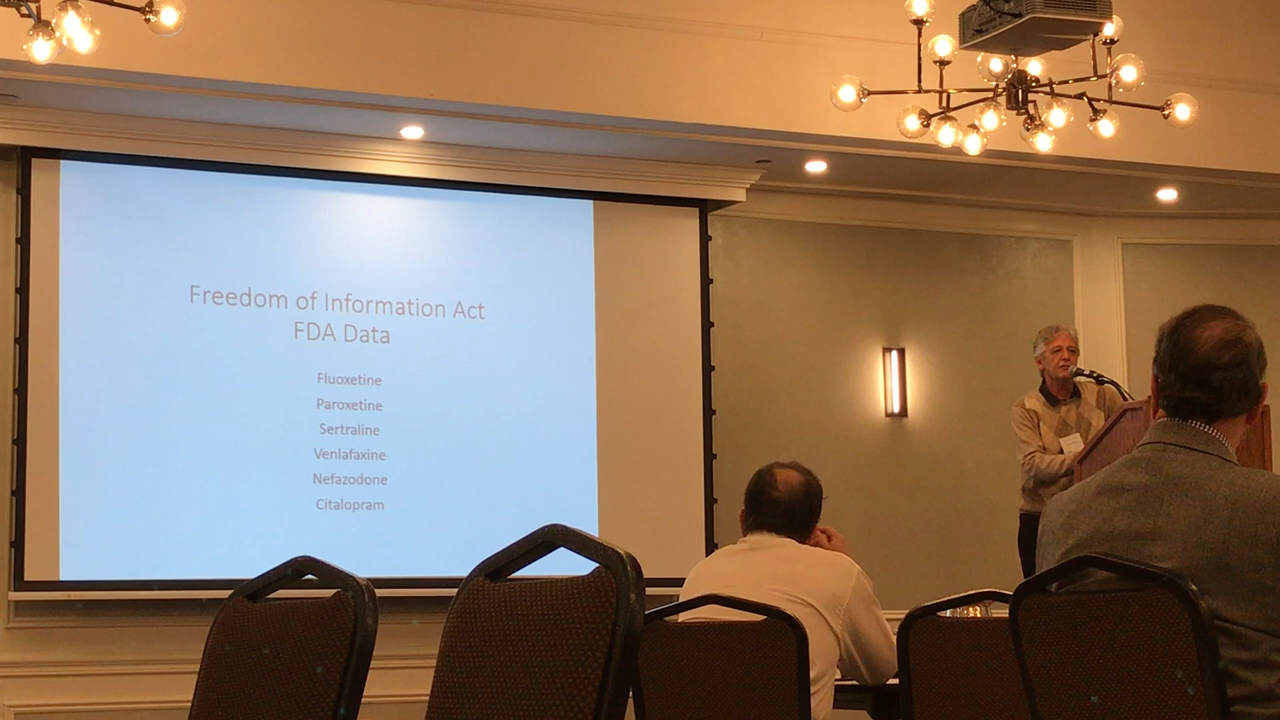 Freedom of Information Act
FDA Data
Fluoxetine
Paroxetine
Sertraline
Venlafaxine
Nefazodone
Citalopram